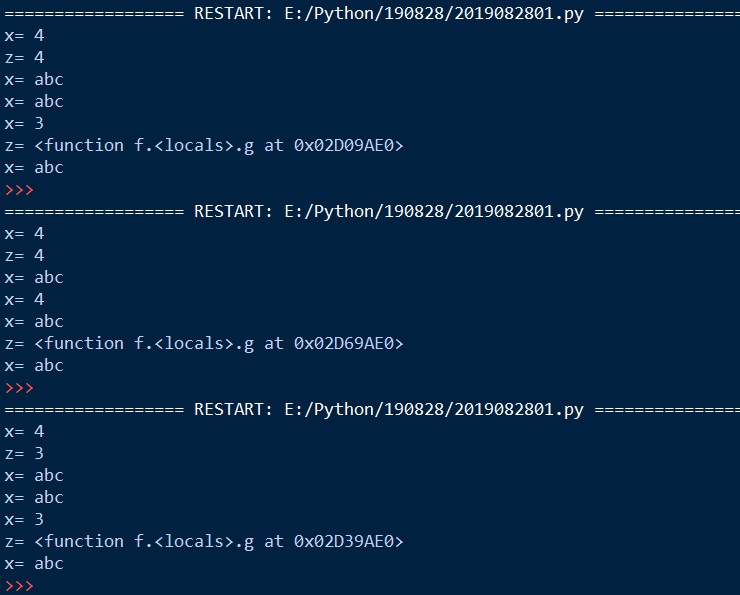 ================== RESTART: E:/Python/190828/2019082801.py ===============
x= 4
z= 4
x= abc
x= abc
x= 3
z= <function f.<locals>.g at 0x02D09AE0>
x= abc
>>>
================== RESTART: E:/Python/190828/2019082801.py ===============
x= 4
z= 4
x= abc
x= 4
x= abc
z= <function f.<locals>.g at 0x02D69AE0>
x= abc
>>>
================== RESTART: E:/Python/190828/2019082801.py ===============
x= 4
z= 3
x= abc
x= abc
x= 3
z= <function f.<locals>.g at 0x02D39AE0>
x= abc
>>>